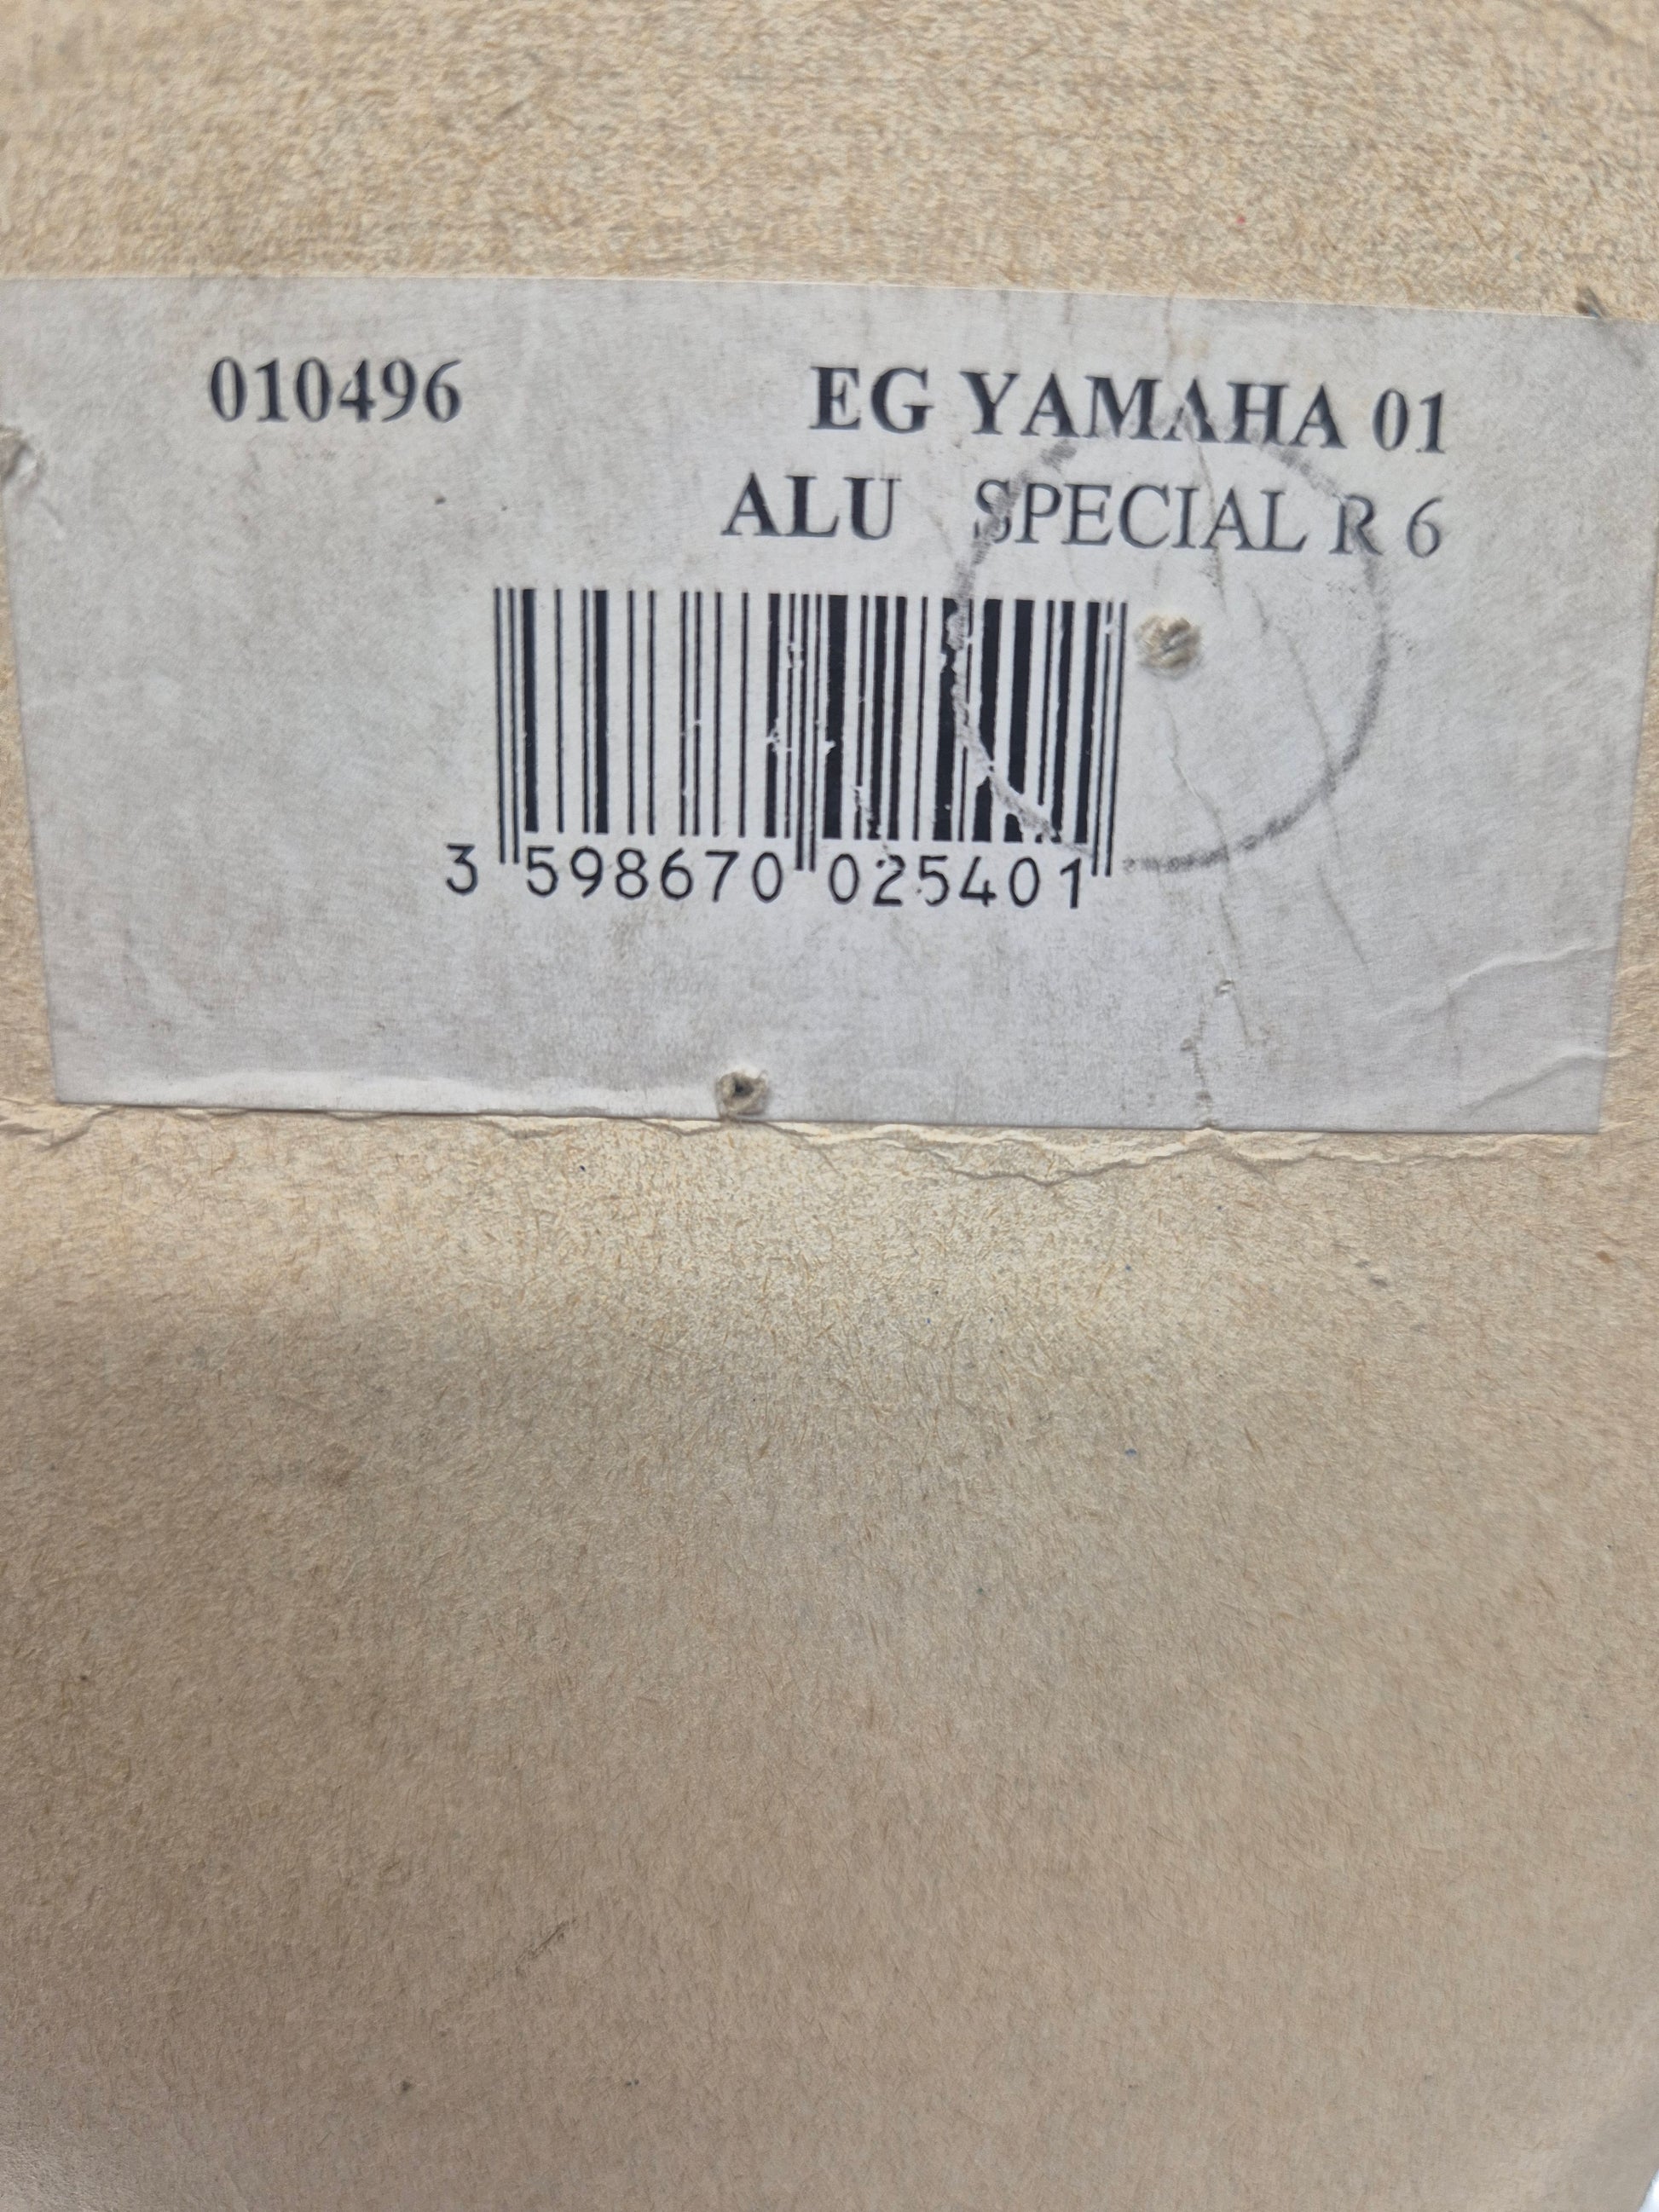 010496 EG YAMAHA 01
ALU SPECIAL R 6
3 598670 025401